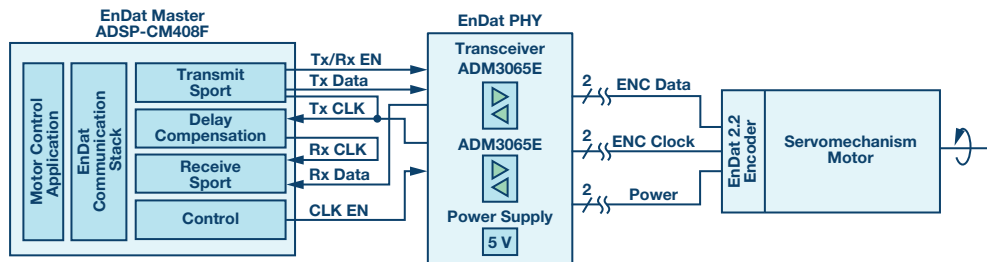 EnDat Master
ADSP-CM408F
Motor Control
Application
EnDat
Communication
Stack
Transmit
Sport
Delay
Compensation
Receive
Sport
Control
Tx/Rx EN
Tx Data
Tx CLK
Rx CLK
Rx Data
CLK EN
EnDat PHY
Transceiver
ADM3065E
ADM3065E
Power Supply
5 V
2
ENC Data
2
ENC Clock
2
Power
EnDat 2.2
Encoder
Servomechanism
Motor